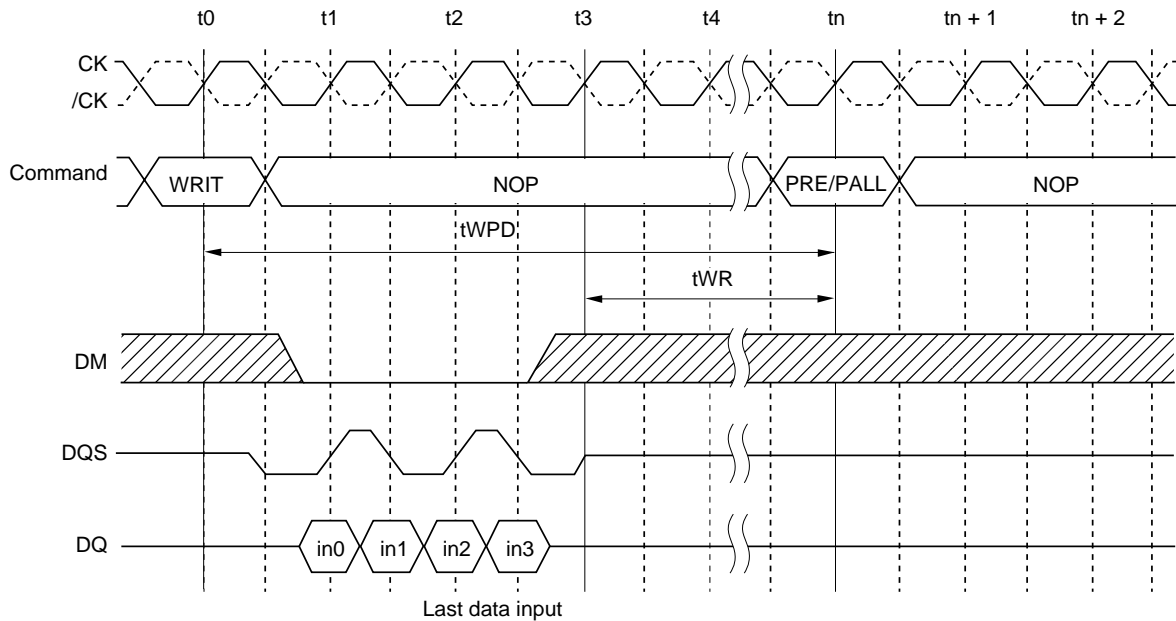 t0 t1 t2 t3 t4 tn tn + 1 tn + 2
CK
/CK
Command WRIT NOP PRE/PALL NOP
tWPD
tWR
DM
DQS
DQ in0 in1 in2 in3
Last data input